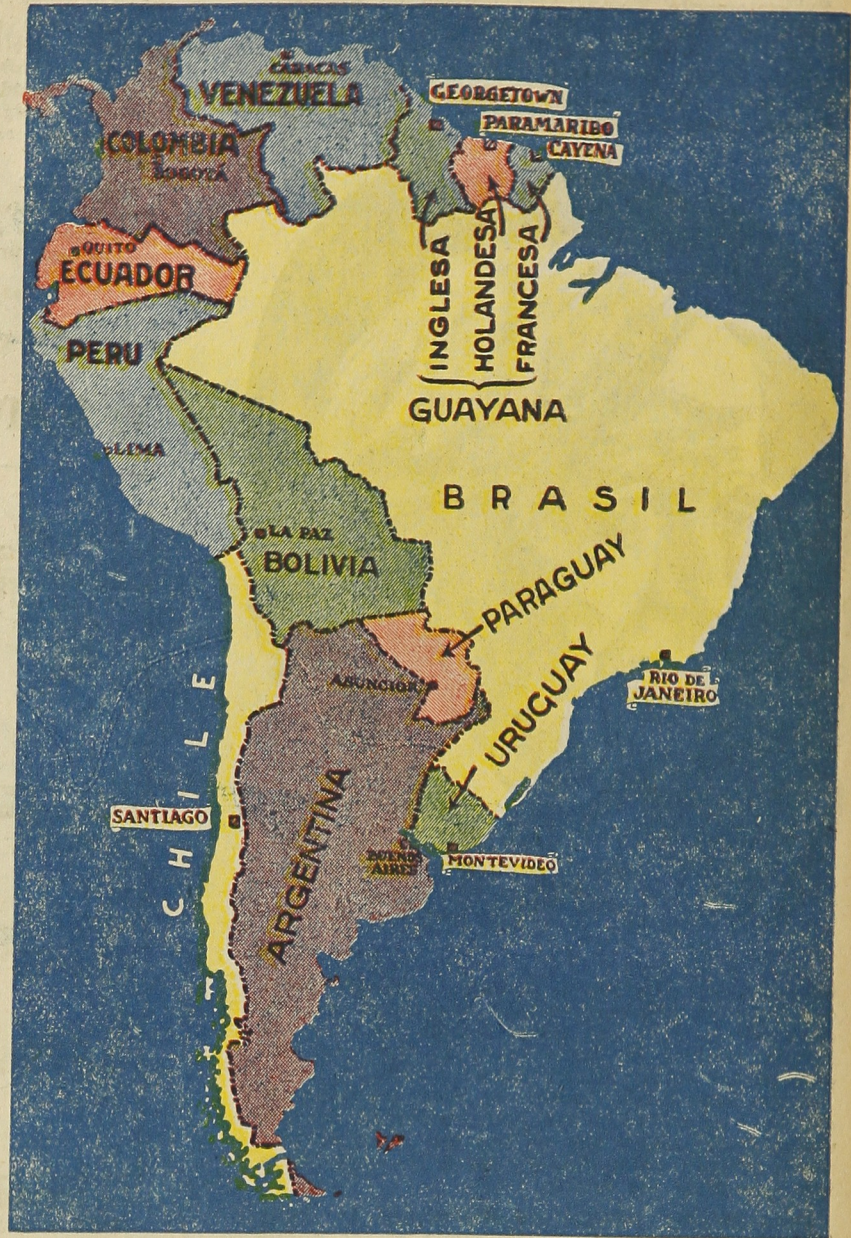 CARACAS
VENEZUELA
GEORGETOWN
PARAMARIBO
CAYENA
COLOMBIA
BOGOTÁ
QUITO
ECUADOR
PERU
INGLESA
HOLANDESA
FRANCESA
GUAYANA
LIMA
BRASIL
LA PAZ
BOLIVIA
PARAGUAY
ASUNCION
RIO DE
JANEIRO
URUGUAY
CHILE
SANTIAGO
ARGENTINA
BUENOS
AIRES
MONTEVIDEO